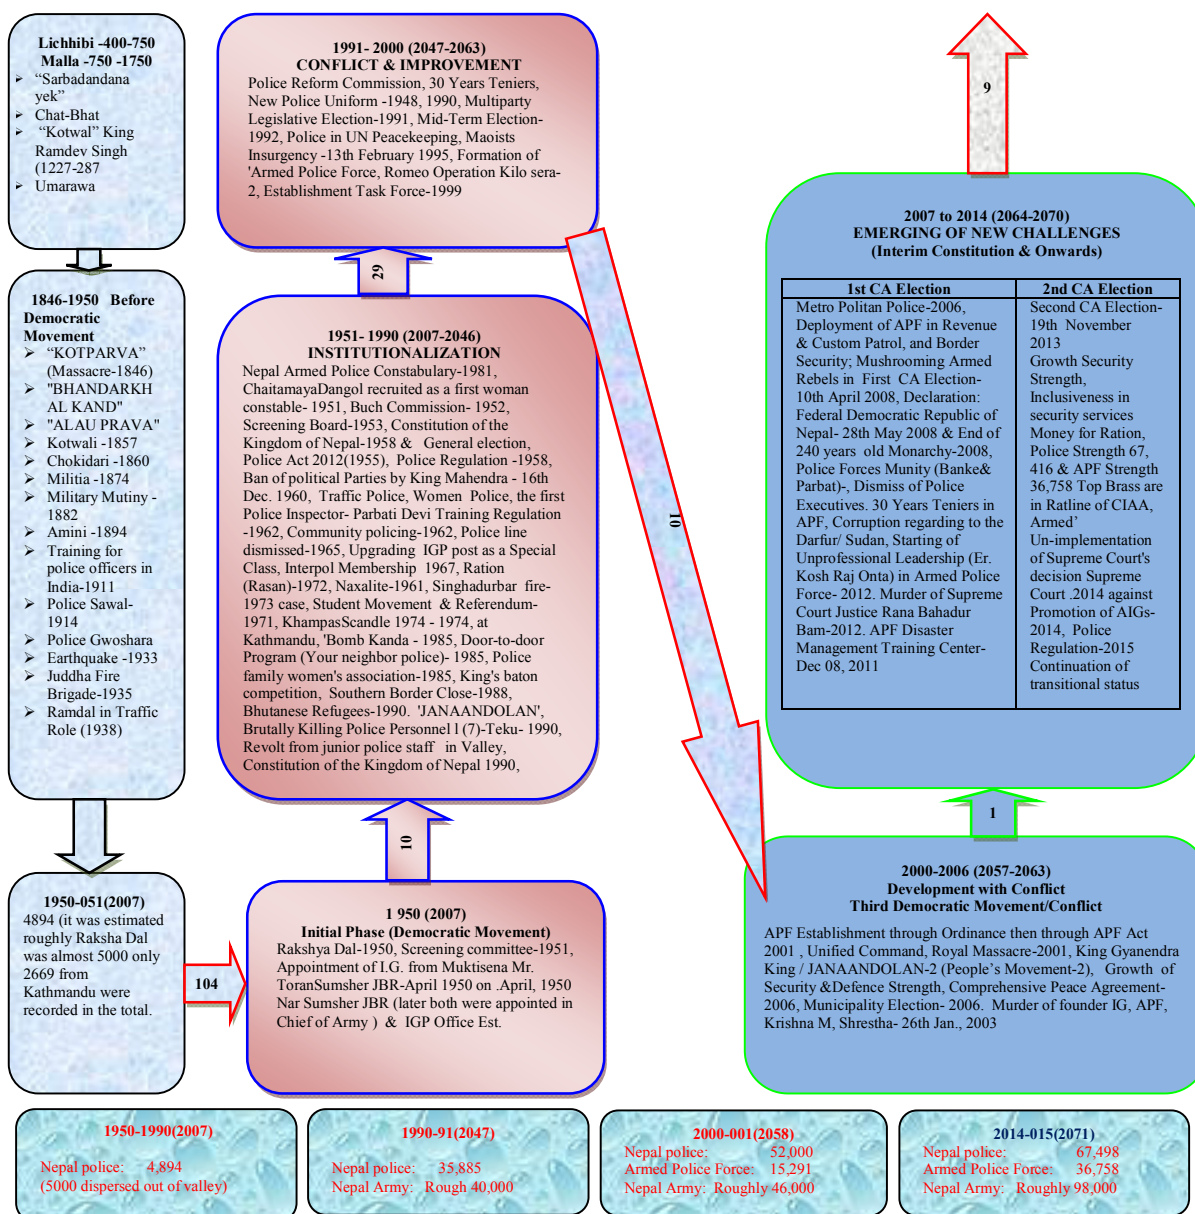 Lichhibi -400-750
Malla -750 -1750
➢ “Sarbadandana
yek”
➢ Chat-Bhat
➢ “Kotwal” King
Ramdev Singh
(1227-287
➢ Umarawa
1846-1950 Before
Democratic
Movement
➢ “KOTPARVA”
(Massacre-1846)
➢ "BHANDARKH
AL KAND"
➢ "ALAU PRAVA"
➢ Kotwali -1857
➢ Chokidari -1860
➢ Militia -1874
➢ Military Mutiny -
1882
➢ Amini -1894
➢ Training for
police officers in
India-1911
➢ Police Sawal-
1914
➢ Police Gwoshara
➢ Earthquake -1933
➢ Juddha Fire
Brigade-1935
➢ Ramdal in Traffic
Role (1938)
1950-051(2007)
4894 (it was estimated
roughly Raksha Dal
was almost 5000 only
2669 from
Kathmandu were
recorded in the total.
104
1 950 (2007)
Initial Phase (Democratic Movement)
Rakshya Dal-1950, Screening committee-1951,
Appointment of I.G. from Muktisena Mr.
ToranSumsher JBR-April 1950 on .April, 1950
Nar Sumsher JBR (later both were appointed in
Chief of Army ) & IGP Office Est.
10
1951- 1990 (2007-2046)
INSTITUTIONALIZATION
Nepal Armed Police Constabulary-1981,
ChaitamayaDangol recruited as a first woman
constable- 1951, Buch Commission- 1952,
Screening Board-1953, Constitution of the
Kingdom of Nepal-1958 & General election,
Police Act 2012(1955), Police Regulation -1958,
Ban of political Parties by King Mahendra - 16th
Dec. 1960, Traffic Police, Women Police, the first
Police Inspector- Parbati Devi Training Regulation
-1962, Community policing-1962, Police line
dismissed-1965, Upgrading IGP post as a Special
Class, Interpol Membership 1967, Ration
(Rasan)-1972, Naxalite-1961, Singhadurbar fire-
1973 case, Student Movement & Referendum-
1971, KhampasScandle 1974 - 1974, at
Kathmandu, 'Bomb Kanda - 1985, Door-to-door
Program (Your neighbor police)- 1985, Police
family women's association-1985, King's baton
competition, Southern Border Close-1988,
Bhutanese Refugees-1990. 'JANAANDOLAN',
Brutally Killing Police Personnel l (7)-Teku- 1990,
Revolt from junior police staff in Valley,
Constitution of the Kingdom of Nepal 1990,
29
1991- 2000 (2047-2063)
CONFLICT & IMPROVEMENT
Police Reform Commission, 30 Years Teniers,
New Police Uniform -1948, 1990, Multiparty
Legislative Election-1991, Mid-Term Election-
1992, Police in UN Peacekeeping, Maoists
Insurgency -13th February 1995, Formation of
'Armed Police Force, Romeo Operation Kilo sera-
2, Establishment Task Force-1999
10
2000-2006 (2057-2063)
Development with Conflict
Third Democratic Movement/Conflict
APF Establishment through Ordinance then through APF Act
2001 , Unified Command, Royal Massacre-2001, King Gyanendra
King / JANAANDOLAN-2 (People’s Movement-2), Growth of
Security &Defence Strength, Comprehensive Peace Agreement-
2006, Municipality Election- 2006. Murder of founder IG, APF,
Krishna M, Shrestha- 26th Jan., 2003
1
2007 to 2014 (2064-2070)
EMERGING OF NEW CHALLENGES
(Interim Constitution & Onwards)
1st CA Election
Metro Politan Police-2006,
Deployment of APF in Revenue
& Custom Patrol, and Border
Security; Mushrooming Armed
Rebels in First CA Election-
10th April 2008, Declaration:
Federal Democratic Republic of
Nepal- 28th May 2008 & End of
240 years old Monarchy-2008,
Police Forces Munity (Banke&
Parbat)-, Dismiss of Police
Executives. 30 Years Teniers in
APF, Corruption regarding to the
Darfur/ Sudan, Starting of
Unprofessional Leadership (Er.
Kosh Raj Onta) in Armed Police
Force- 2012. Murder of Supreme
Court Justice Rana Bahadur
Bam-2012. APF Disaster
Management Training Center-
Dec 08, 2011
2nd CA Election
Second CA Election-
19th November
2013
Growth Security
Strength,
Inclusiveness in
security services
Money for Ration,
Police Strength 67,
416 & APF Strength
36,758 Top Brass are
in Ratline of CIAA,
Armed’
Un-implementation
of Supreme Court's
decision Supreme
Court .2014 against
Promotion of AIGs-
2014, Police
Regulation-2015
Continuation of
transitional status
9
1950-1990(2007)
Nepal police: 4,894
(5000 dispersed out of valley)
1990-91(2047)
Nepal police: 35,885
Nepal Army: Rough 40,000
2000-001(2058)
Nepal police: 52,000
Armed Police Force: 15,291
Nepal Army: Roughly 46,000
2014-015(2071)
Nepal police: 67,498
Armed Police Force: 36,758
Nepal Army: Roughly 98,000